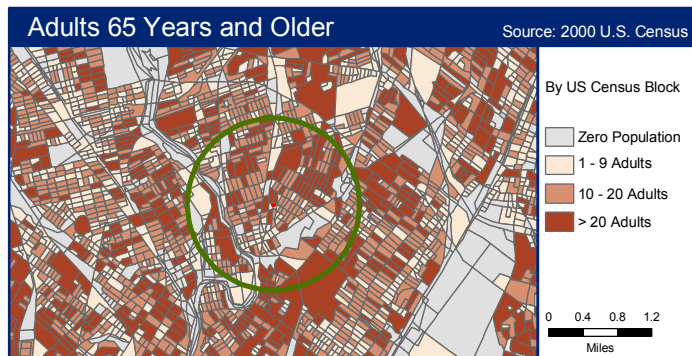 Adults 65 Years and Older
Source: 2000 U.S. Census
By US Census Block
Zero Population
1 - 9 Adults
10 - 20 Adults
> 20 Adults
0 0.4 0.8 1.2
Miles